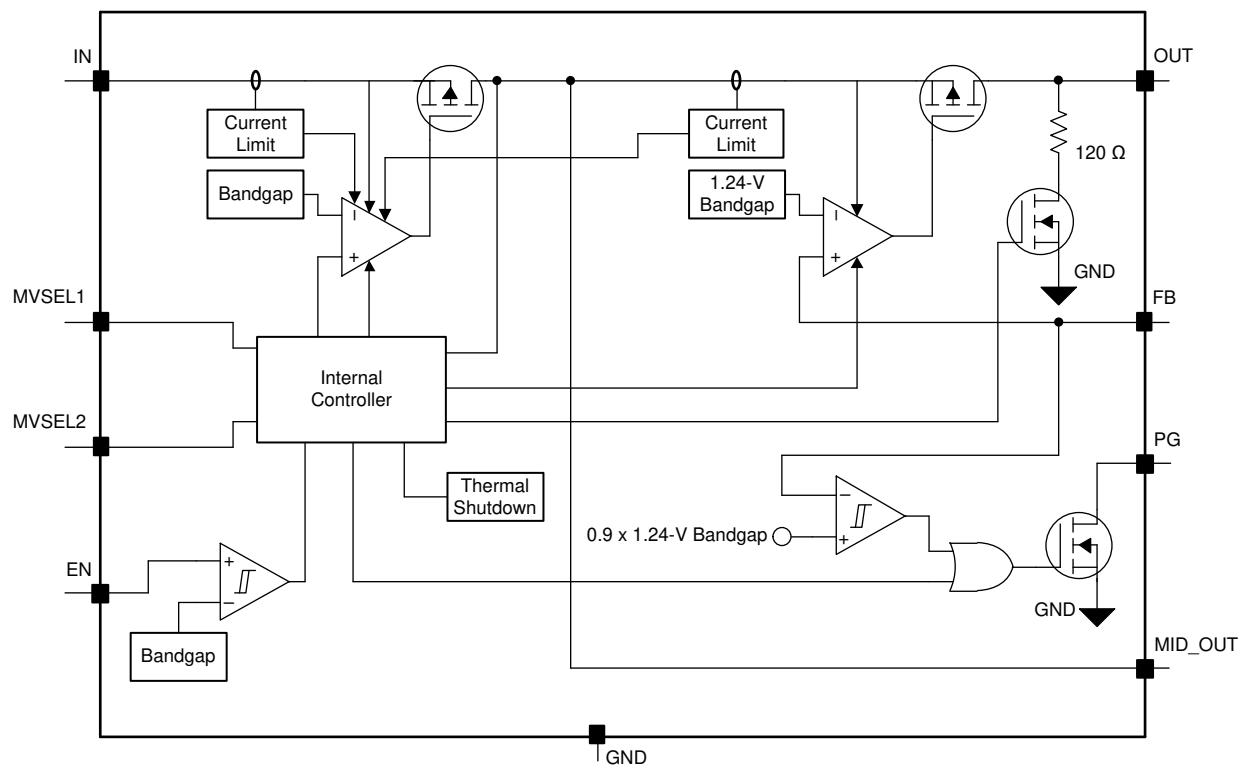 IN
OUT
Current
Limit
Current
Limit
120 Ω
Bandgap
1.24-V
Bandgap
GND
MVSEL1
FB
Internal
Controller
MVSEL2
PG
Thermal
Shutdown
0.9 x 1.24-V Bandgap
EN
GND
Bandgap
MID_OUT
GND